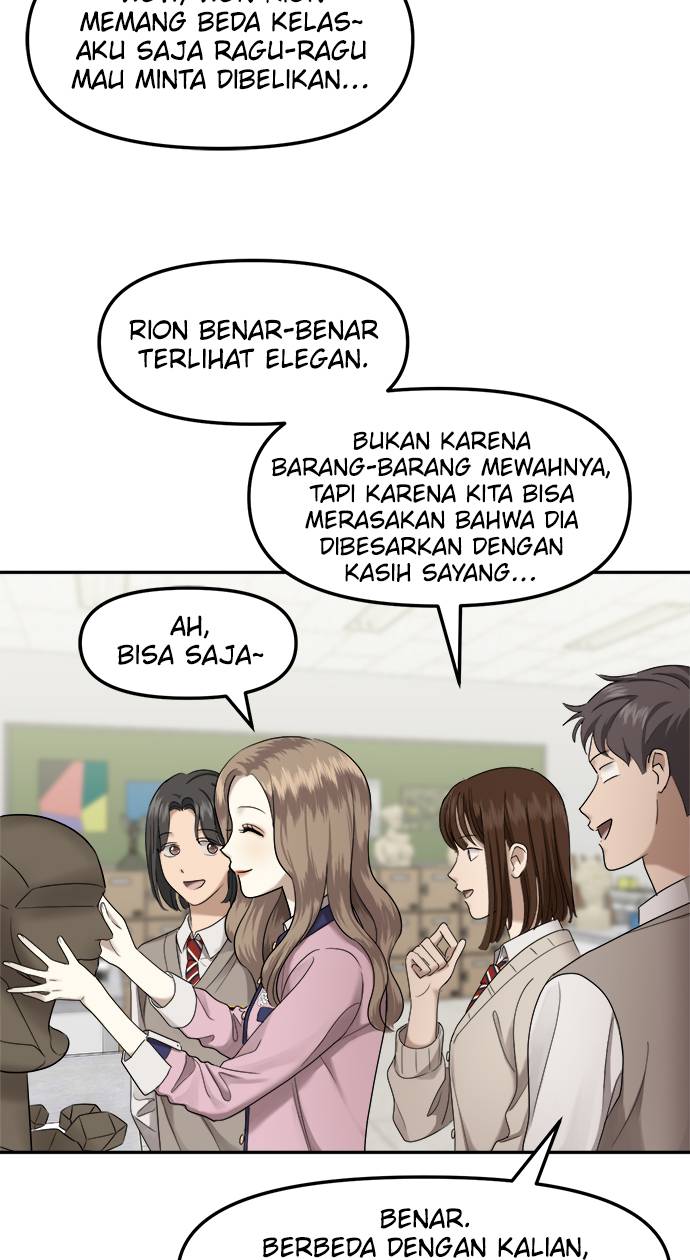 MEMANG BEDA KELAS~
AKU SAJA RAGU-RAGU
MAU MINTA DIBELIKAN...
RION BENAR-BENAR
TERLIHAT ELEGAN.
BUKAN KARENA
BARANG-BARANG MEWAHNYA,
TAPI KARENA KITA BISA
MERASAKAN BAHWA DIA
DIBESARKAN DENGAN
KASIH SAYANG...
AH,
BISA SAJA~
BENAR.
BERBEDA DENGAN KALIAN,